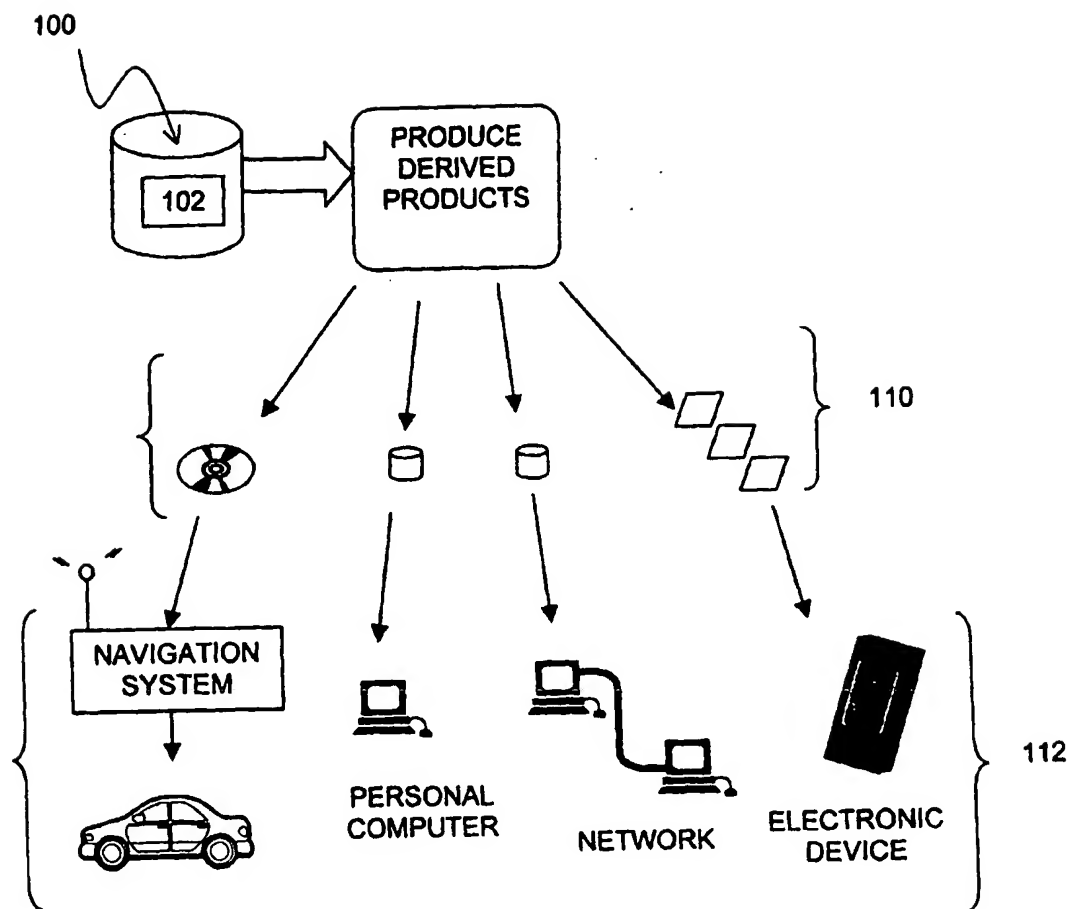 100
102
PRODUCE
DERIVED
PRODUCTS
110
NAVIGATION
SYSTEM
PERSONAL
COMPUTER
NETWORK
ELECTRONIC
DEVICE
112